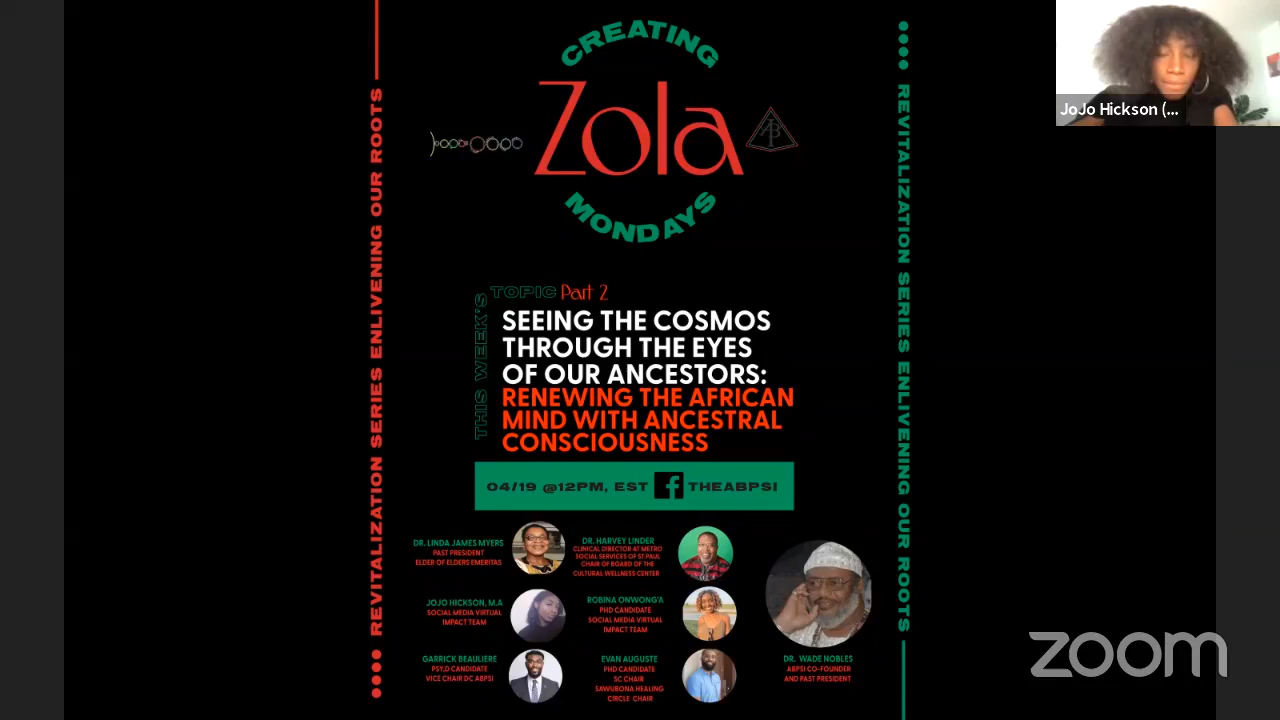 CREATING
Zola
MONDAYS
REVITALIZATION SERIES ENLIVENING OUR ROOTS
REVITALIZATION SERIES ENLIVENING OUR ROOTS
JoJo Hickson (...
THIS WEEK'S
TOPIC Part 2
SEEING THE COSMOS
THROUGH THE EYES
OF OUR ANCESTORS:
RENEWING THE AFRICAN
MIND WITH ANCESTRAL
CONSCIOUSNESS
04/19 @12PM, EST f THEABPSI
DR. LINDA JAMES MYERS
PAST PRESIDENT
ELDER OF ELDERS EMERITAS
DR. HARVEY LINDER
CLINICAL DIRECTOR AT METRO
SOCIAL SERVICES OF ST PAUL
CHAIR OF BOARD OF THE
CULTURAL WELLNESS CENTER
JOJO HICKSON, M.A
SOCIAL MEDIA VIRTUAL
IMPACT TEAM
ROBINA ONWONG'A
PHD CANDIDATE
SOCIAL MEDIA VIRTUAL
IMPACT TEAM
GARRICK BEAULIERE
PSY.D CANDIDATE
VICE CHAIR DC ABPSI
EVAN AUGUSTE
PHD CANDIDATE
SC CHAIR
SAWUBONA HEALING
CIRCLE CHAIR
DR. WADE NOBLES
ABPSI CO-FOUNDER
AND PAST PRESIDENT
zoom